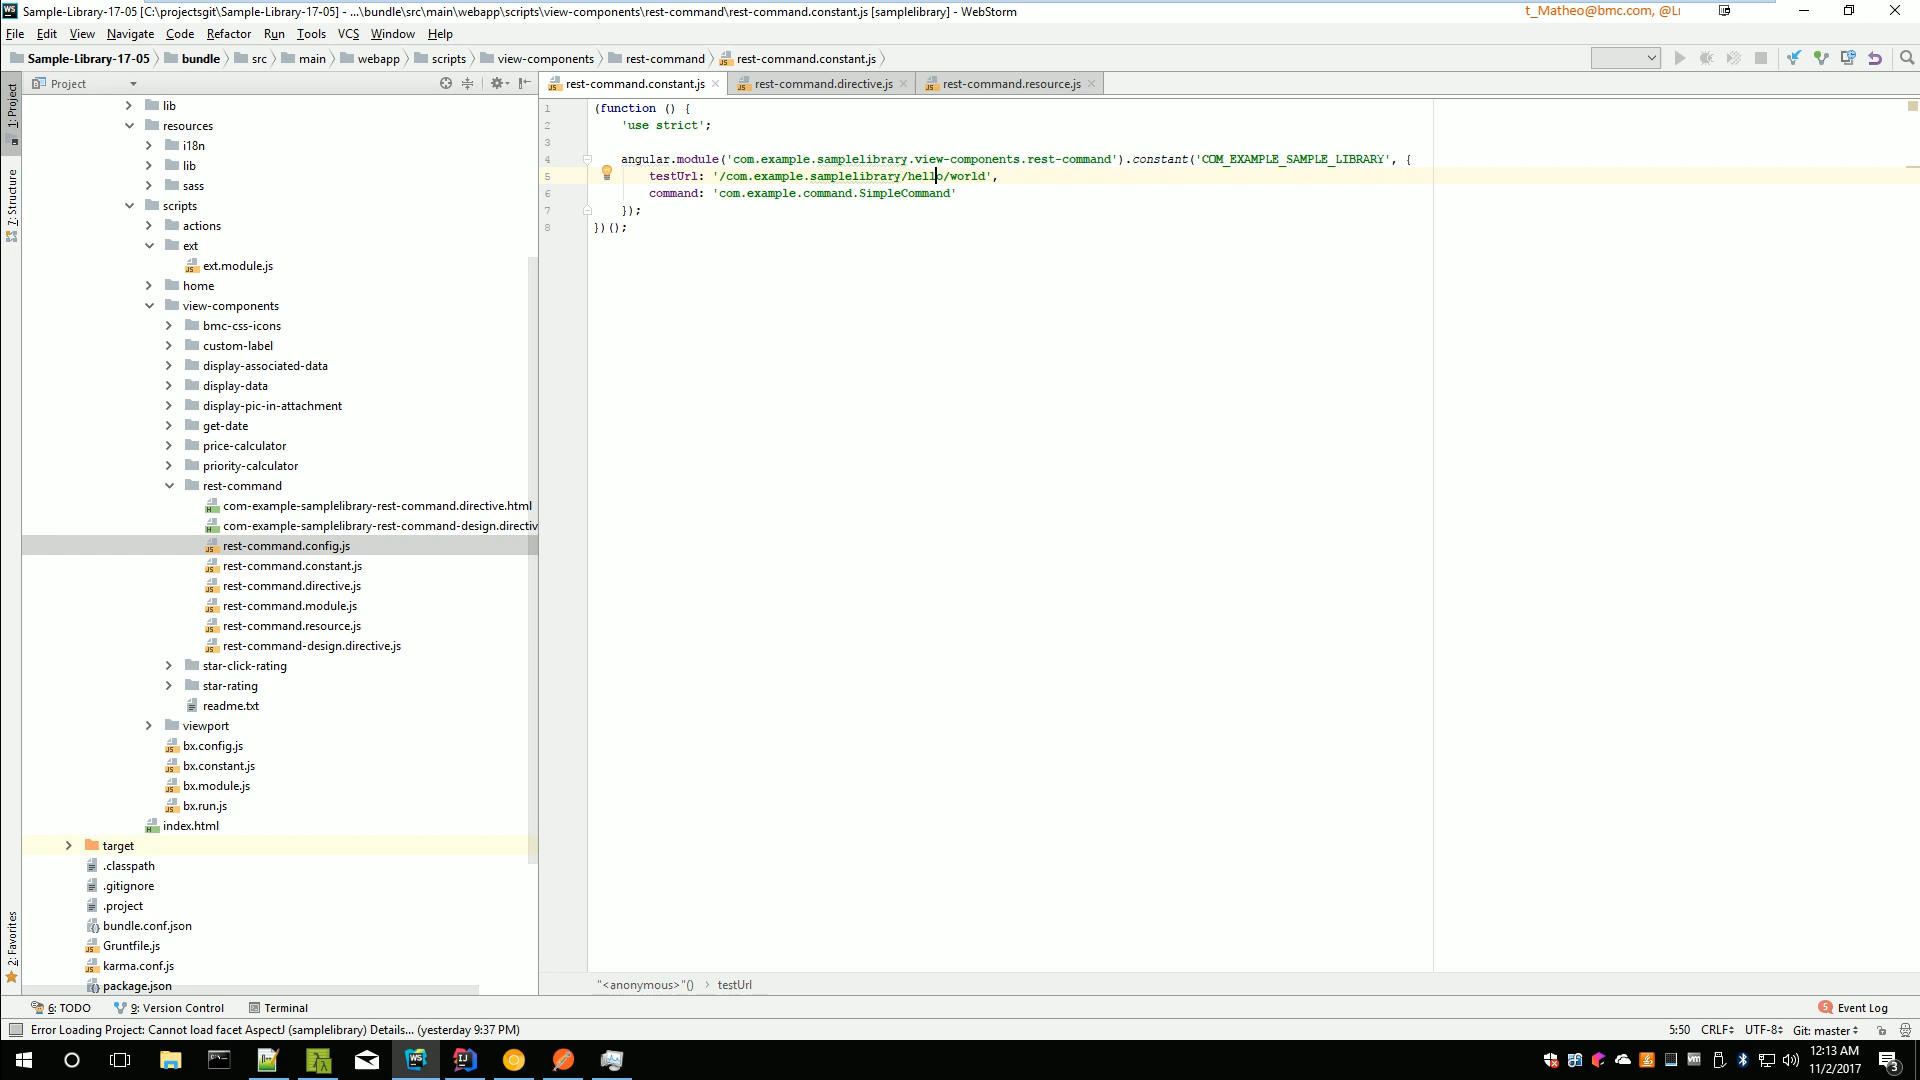 Sample-Library-17-05 [C:\projectsgit\Sample-Library-17-05] - ...\bundle\src\main\webapp\scripts\view-components\rest-command\rest-command.constant.js [samplelibrary] - WebStorm
t_Matheo@bmc.com, @Li
File Edit View Navigate Code Refactor Run Tools VCS Window Help
Sample-Library-17-05 bundle src main webapp scripts view-components rest-command rest-command.constant.js
Project
rest-command.constant.js rest-command.directive.js rest-command.resource.js
1: Project
7: Structure
2: Favorites
lib
resources
i18n
lib
sass
scripts
actions
ext
ext.module.js
home
view-components
bmc-css-icons
custom-label
display-associated-data
display-data
display-pic-in-attachment
get-date
price-calculator
priority-calculator
rest-command
com-example-samplelibrary-rest-command.directive.html
com-example-samplelibrary-rest-command-design.directiv
rest-command.config.js
rest-command.constant.js
rest-command.directive.js
rest-command.module.js
rest-command.resource.js
rest-command-design.directive.js
star-click-rating
star-rating
readme.txt
viewport
bx.config.js
bx.constant.js
bx.module.js
bx.run.js
index.html
target
.classpath
.gitignore
.project
bundle.conf.json
Gruntfile.js
karma.conf.js
package.json
1 (function () {
2 'use strict';
3
4 angular.module('com.example.samplelibrary.view-components.rest-command').constant('COM_EXAMPLE_SAMPLE_LIBRARY', {
5 testUrl: '/com.example.samplelibrary/hello/world',
6 command: 'com.example.command.SimpleCommand'
7 });
8 })();
"<anonymous>"() › testUrl
6: TODO 9: Version Control Terminal
5 Event Log
Error Loading Project: Cannot load facet AspectJ (samplelibrary) Details... (yesterday 9:37 PM)
5:50 CRLF UTF-8 Git: master
12:13 AM
11/2/2017
3